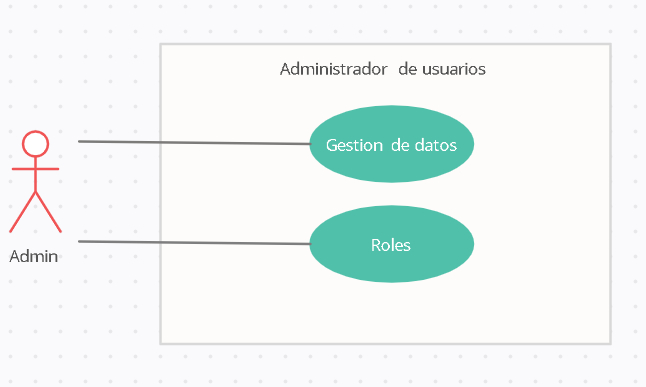 Administrador de usuarios
Gestion de datos
Roles
Admin